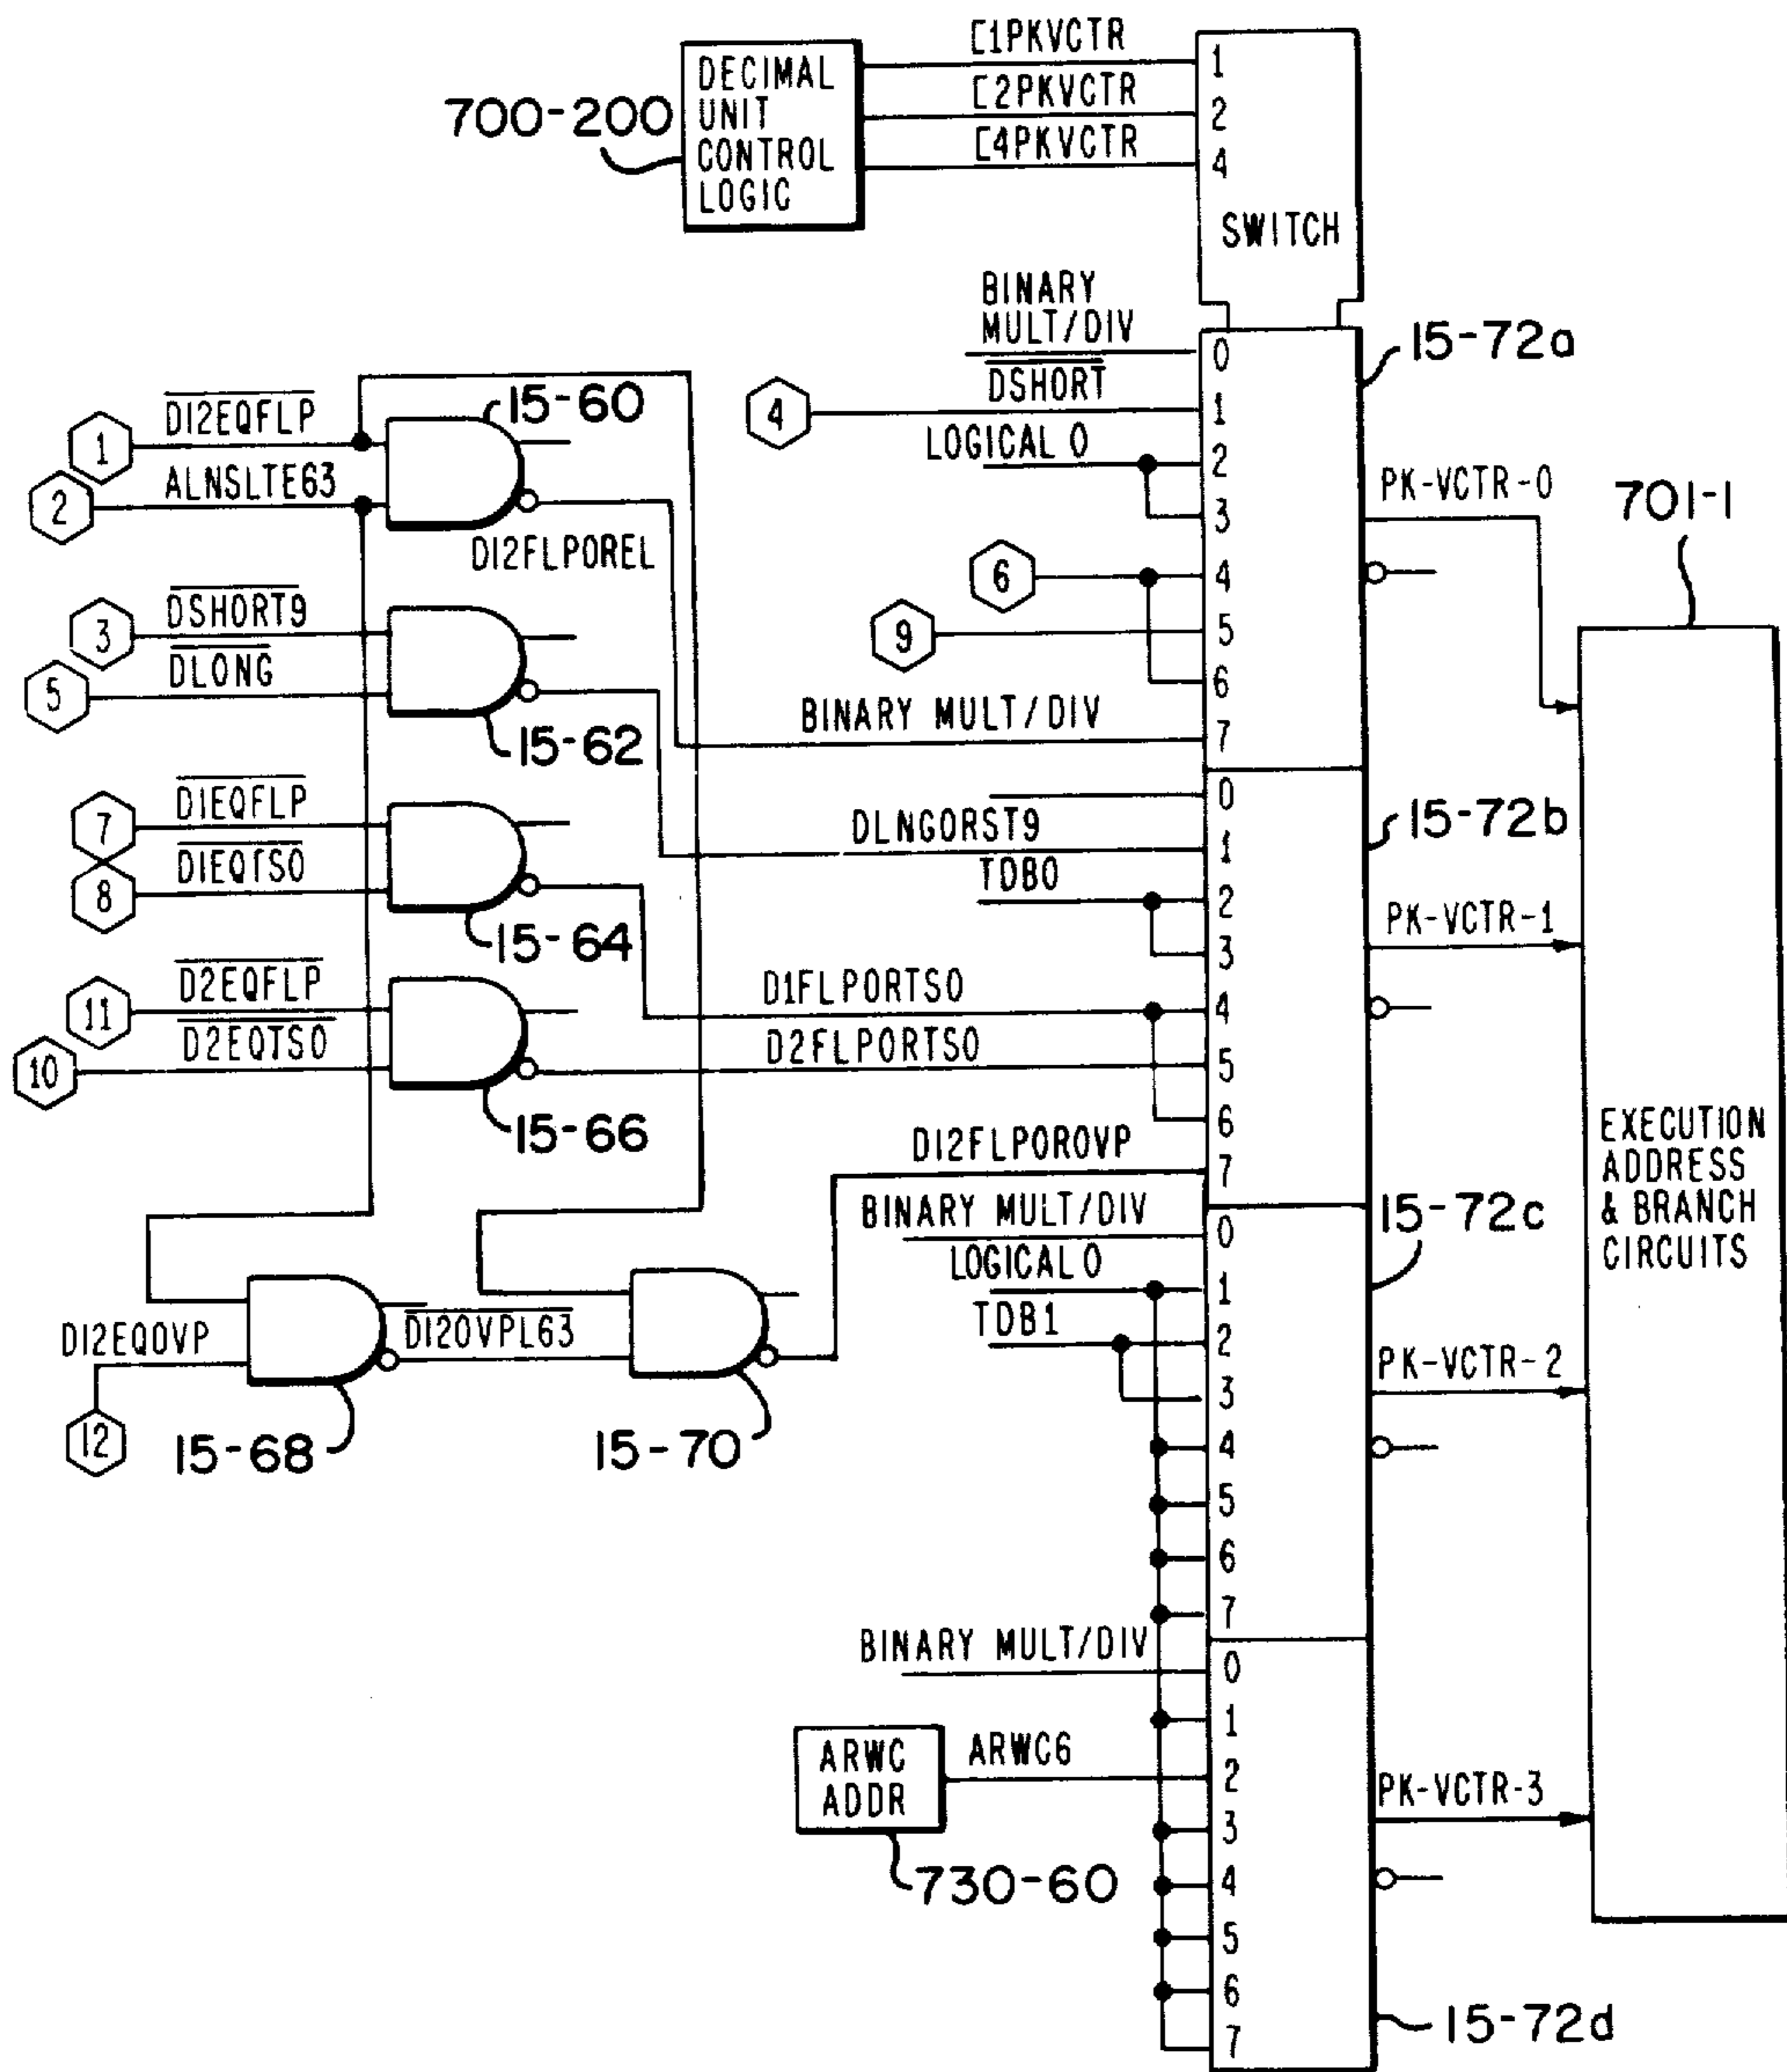 C1PKVCTR
C2PKVCTR
C4PKVCTR
DECIMAL
UNIT
CONTROL
LOGIC
700-200
1
2
4
SWITCH
BINARY
MULT/DIV
0
15-72a
DSHORT
4
1
LOGICAL 0
2
3
6
4
9
5
6
BINARY MULT/DIV
7
PK-VCTR-0
701-1
1
DI2EQFLP
15-60
2
ALNSLTE63
DI2FLPOREL
3
DSHORT9
5
DLONG
15-62
7
D1EQFLP
8
D1EQTS0
15-64
11
D2EQFLP
10
D2EQTS0
15-66
0
15-72b
DLNGORST9
1
TDB0
2
3
PK-VCTR-1
D1FLPORTS0
4
D2FLPORTS0
5
6
DI2FLPOROVP
7
EXECUTION
ADDRESS
& BRANCH
CIRCUITS
BINARY MULT/DIV
0
15-72c
LOGICAL 0
1
TDB1
2
3
PK-VCTR-2
4
5
6
7
DI2EQOVP
12
15-68
DI2OVPL63
15-70
BINARY MULT/DIV
0
1
ARWC
ADDR
ARWC6
2
730-60
3
4
5
6
7
PK-VCTR-3
15-72d